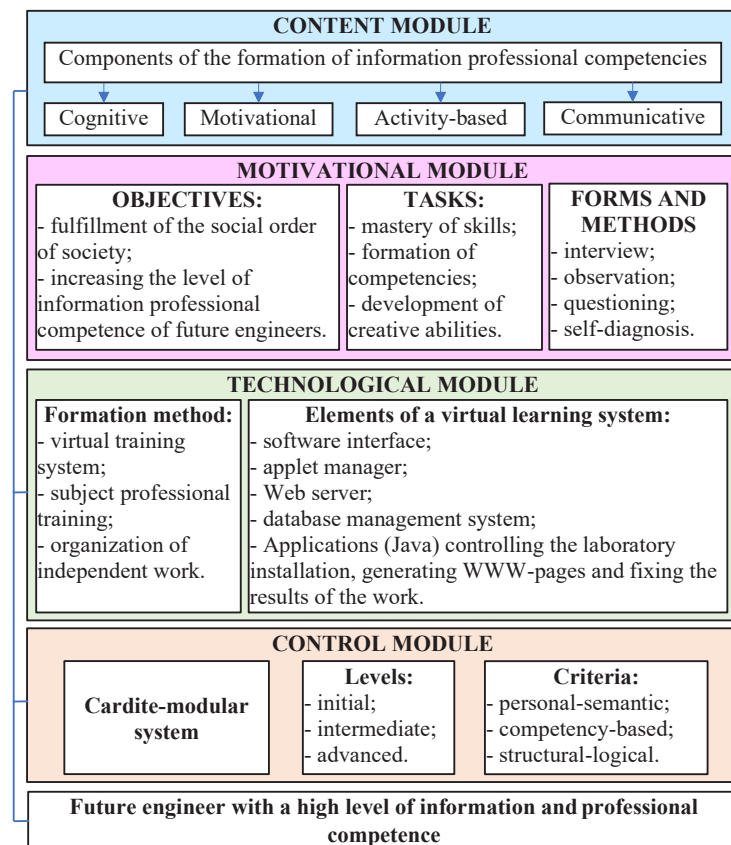 CONTENT MODULE
Components of the formation of information professional competencies
Cognitive
Motivational
Activity-based
Communicative
MOTIVATIONAL MODULE
OBJECTIVES:
- fulfillment of the social order
of society;
- increasing the level of
information professional
competence of future engineers.
TASKS:
- mastery of skills;
- formation of
competencies;
- development of
creative abilities.
FORMS AND
METHODS
- interview;
- observation;
- questioning;
- self-diagnosis.
TECHNOLOGICAL MODULE
Formation method:
- virtual training
system;
- subject professional
training;
- organization of
independent work.
Elements of a virtual learning system:
- software interface;
- applet manager;
- Web server;
- database management system;
- Applications (Java) controlling the laboratory
installation, generating WWW-pages and fixing the
results of the work.
CONTROL MODULE
Cardite-modular
system
Levels:
- initial;
- intermediate;
- advanced.
Criteria:
- personal-semantic;
- competency-based;
- structural-logical.
Future engineer with a high level of information and professional
competence